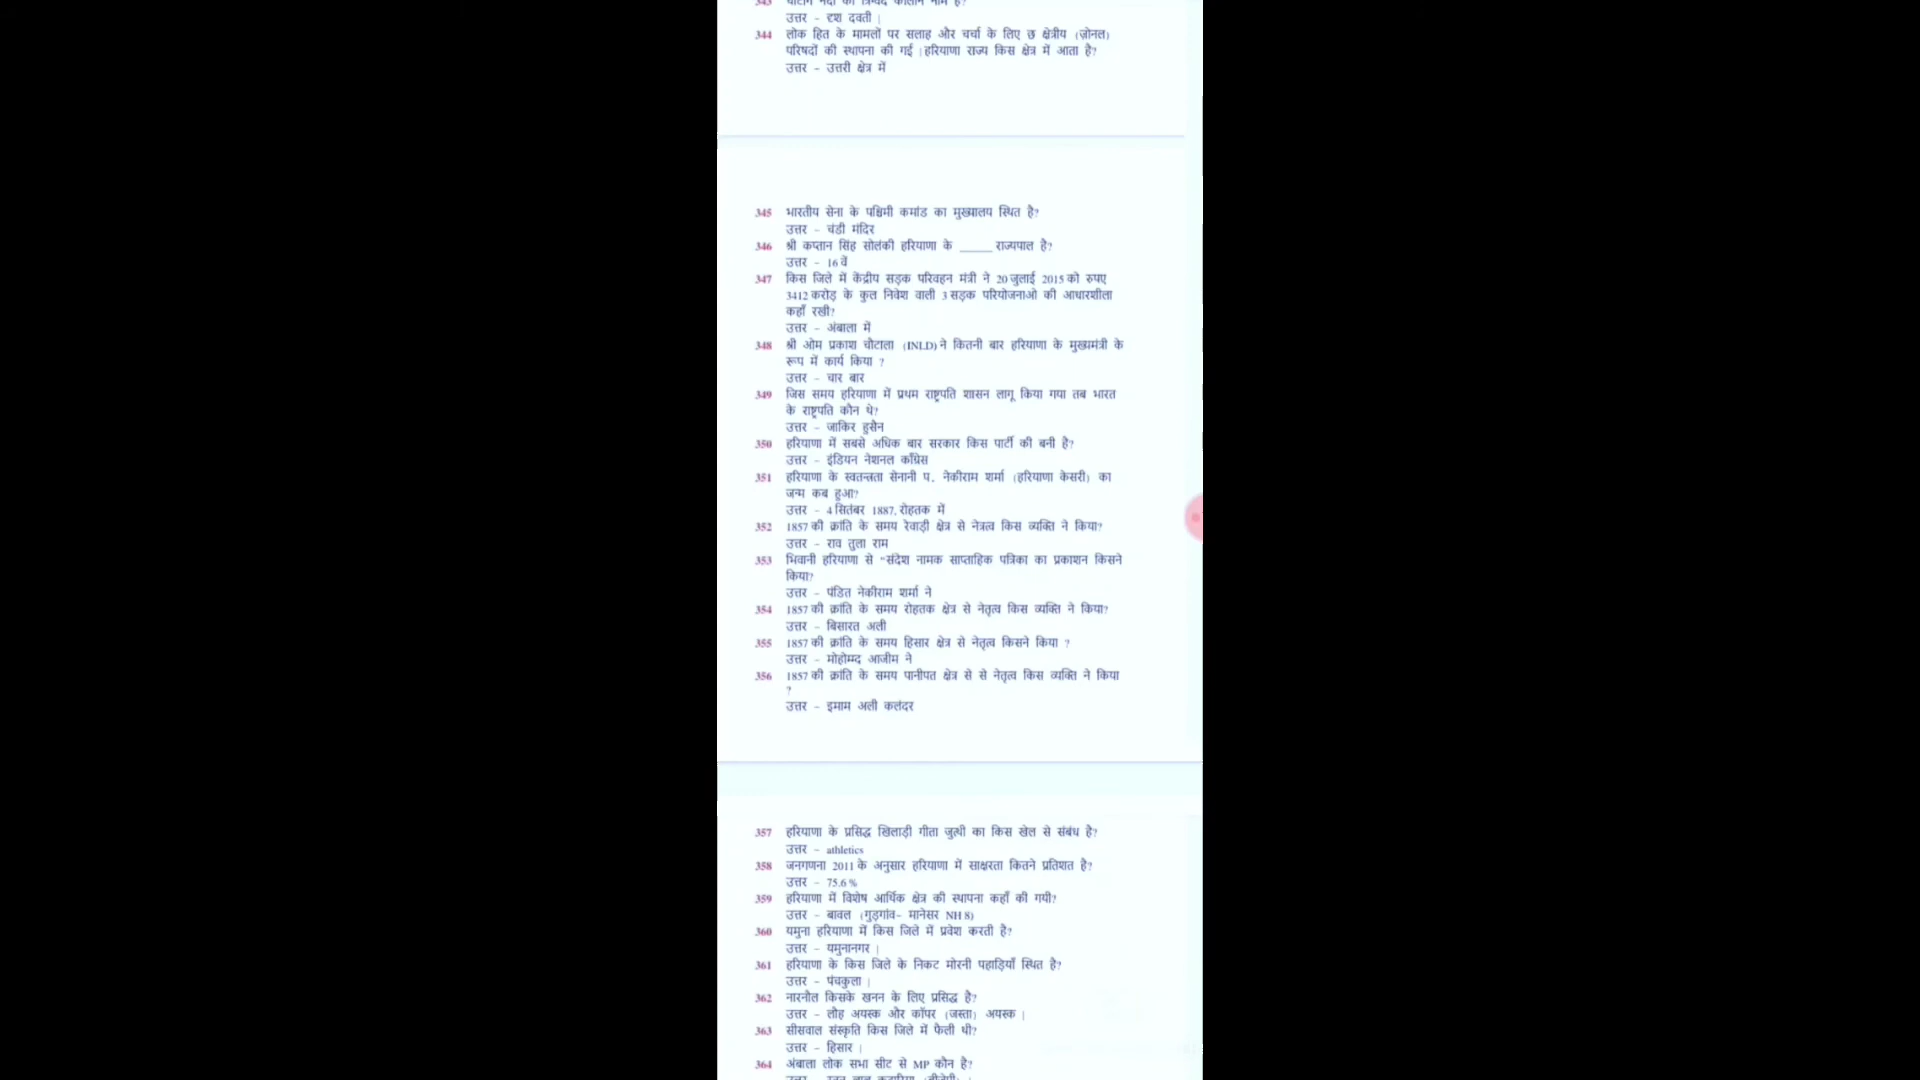 343 घाटीग नदी का ऋग्वेद कालीन नाम है?
उत्तर - दृश दवती |
344 लोक हित के मामलों पर सलाह और चर्चा के लिए छ क्षेत्रीय (ज़ोनल)
परिषदों की स्थापना की गई | हरियाणा राज्य किस क्षेत्र में आता है?
उत्तर - उत्तरी क्षेत्र में
345 भारतीय सेना के पश्चिमी कमांड का मुख्यालय स्थित है?
उत्तर - चंडी मंदिर
346 श्री कप्तान सिंह सोलंकी हरियाणा के ______ राज्यपाल है?
उत्तर - 16 वें
347 किस जिले में केंद्रीय सड़क परिवहन मंत्री ने 20 जुलाई 2015 को रुपए
3412 करोड़ के कुल निवेश वाली 3 सड़क परियोजनाओ की आधारशीला
कहाँ रखी?
उत्तर - अंबाला में
348 श्री ओम प्रकाश चौटाला (INLD) ने कितनी बार हरियाणा के मुख्यमंत्री के
रूप में कार्य किया ?
उत्तर - चार बार
349 जिस समय हरियाणा में प्रथम राष्ट्रपति शासन लागू किया गया तब भारत
के राष्ट्रपति कौन थे?
उत्तर - जाकिर हुसैन
350 हरियाणा में सबसे अधिक बार सरकार किस पार्टी की बनी है?
उत्तर - इंडियन नेशनल काँग्रेस
351 हरियाणा के स्वतन्त्रता सेनानी प. नेकीराम शर्मा (हरियाणा केसरी) का
जन्म कब हुआ?
उत्तर - 4 सितंबर 1887, रोहतक में
352 1857 की क्रांति के समय रेवाड़ी क्षेत्र से नेत्रत्व किस व्यक्ति ने किया?
उत्तर - राव तुला राम
353 भिवानी हरियाणा से "संदेश नामक साप्ताहिक पत्रिका का प्रकाशन किसने
किया?
उत्तर - पंडित नेकीराम शर्मा ने
354 1857 की क्रांति के समय रोहतक क्षेत्र से नेतृत्व किस व्यक्ति ने किया?
उत्तर - बिसारत अली
355 1857 की क्रांति के समय हिसार क्षेत्र से नेतृत्व किसने किया ?
उत्तर - मोहोम्म्द आजीम ने
356 1857 की क्रांति के समय पानीपत क्षेत्र से से नेतृत्व किस व्यक्ति ने किया
?
उत्तर - इमाम अली कलंदर
357 हरियाणा के प्रसिद्ध खिलाड़ी गीता जुत्थी का किस खेल से संबंध है?
उत्तर - athletics
358 जनगणना 2011 के अनुसार हरियाणा में साक्षरता कितने प्रतिशत है?
उत्तर - 75.6 %
359 हरियाणा में विशेष आर्थिक क्षेत्र की स्थापना कहाँ की गयी?
उत्तर - बावल (गुड़गांव- मानेसर NH 8)
360 यमुना हरियाणा में किस जिले में प्रवेश करती है?
उत्तर - यमुनानगर |
361 हरियाणा के किस जिले के निकट मोरनी पहाड़ियाँ स्थित है?
उत्तर - पंचकुला |
362 नारनौल किसके खनन के लिए प्रसिद्ध है?
उत्तर - लौह अयस्क और कॉपर (जस्ता) अयस्क |
363 सीसवाल संस्कृति किस जिले में फैली थी?
उत्तर - हिसार |
364 अंबाला लोक सभा सीट से MP कौन है?